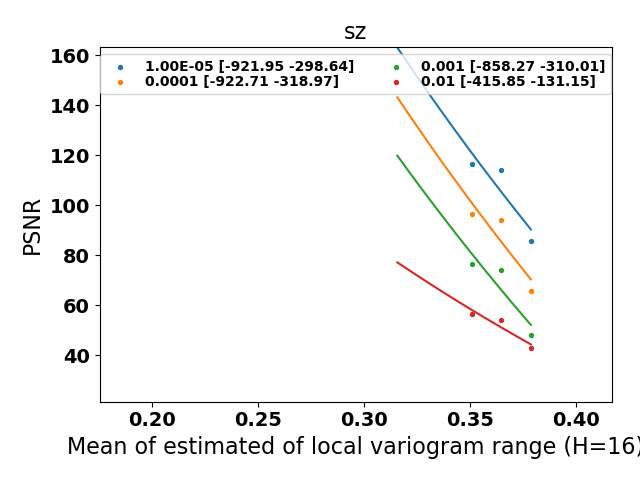 sz
160
140
120
100
80
60
40
PSNR
1.00E-05 [-921.95 -298.64]
0.0001 [-922.71 -318.97]
0.001 [-858.27 -310.01]
0.01 [-415.85 -131.15]
0.20 0.25 0.30 0.35 0.40
Mean of estimated of local variogram range (H=16)